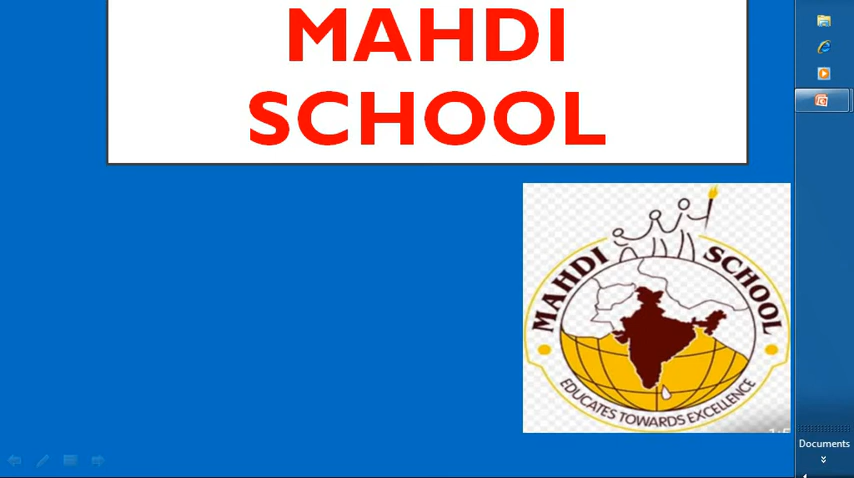 MAHDI
SCHOOL
MAHDI SCHOOL
EDUCATES TOWARDS EXCELLENCE
Documents